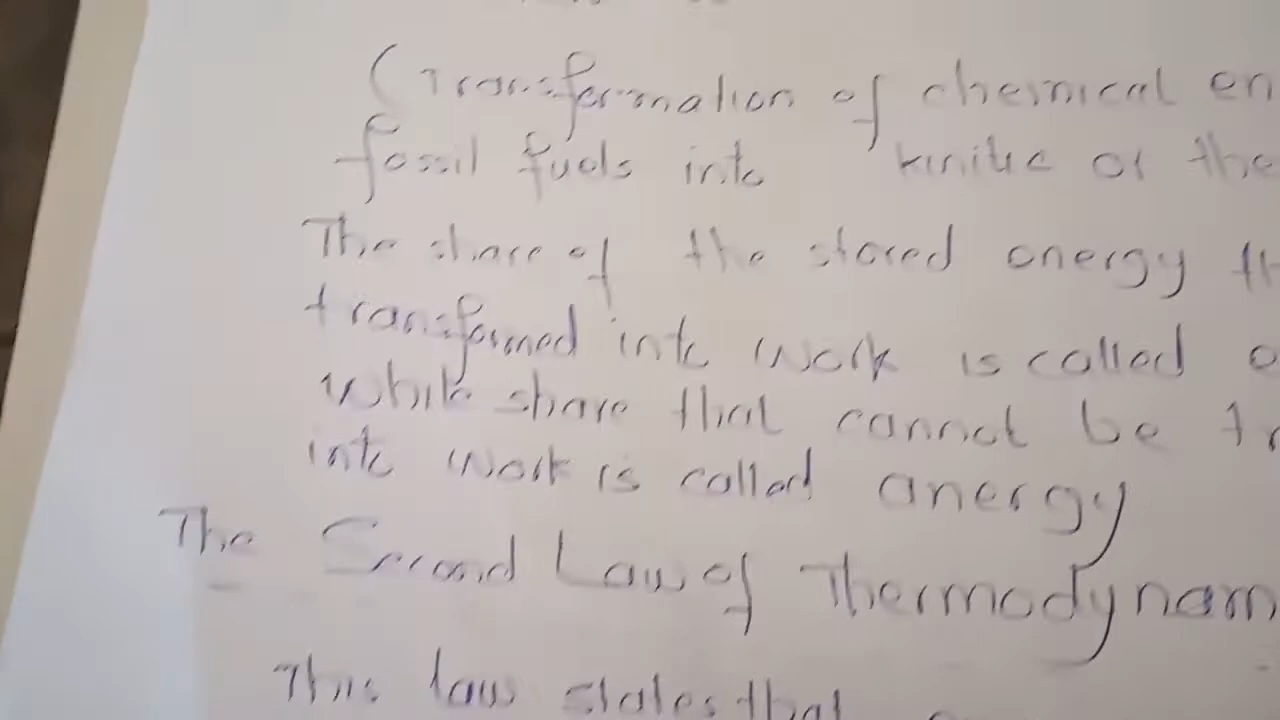 (Transformation of chemical en
fossil fuels into kinitic or the
The share of the stored energy th
transformed into work is called
while share that cannot be tr
into work is called anergy
The Second Law of Thermodynam
This law states that